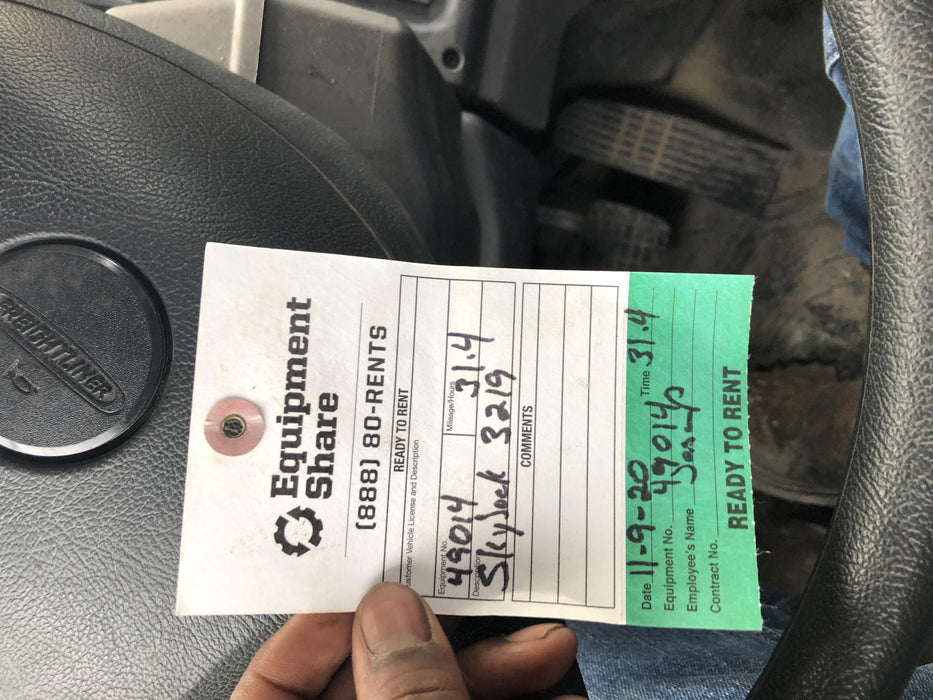 FREIGHTLINER
Equipment
Share
(888) 80-RENTS
READY TO RENT
ustomer Vehicle License and Description
Equipment No. Mileage/Hours
49014 31.4
Descript
SkyJack 3219
COMMENTS
Date 11-9-20 Time 31.4
Equipment No. 49014
Employee's Name
Contract No.
READY TO RENT